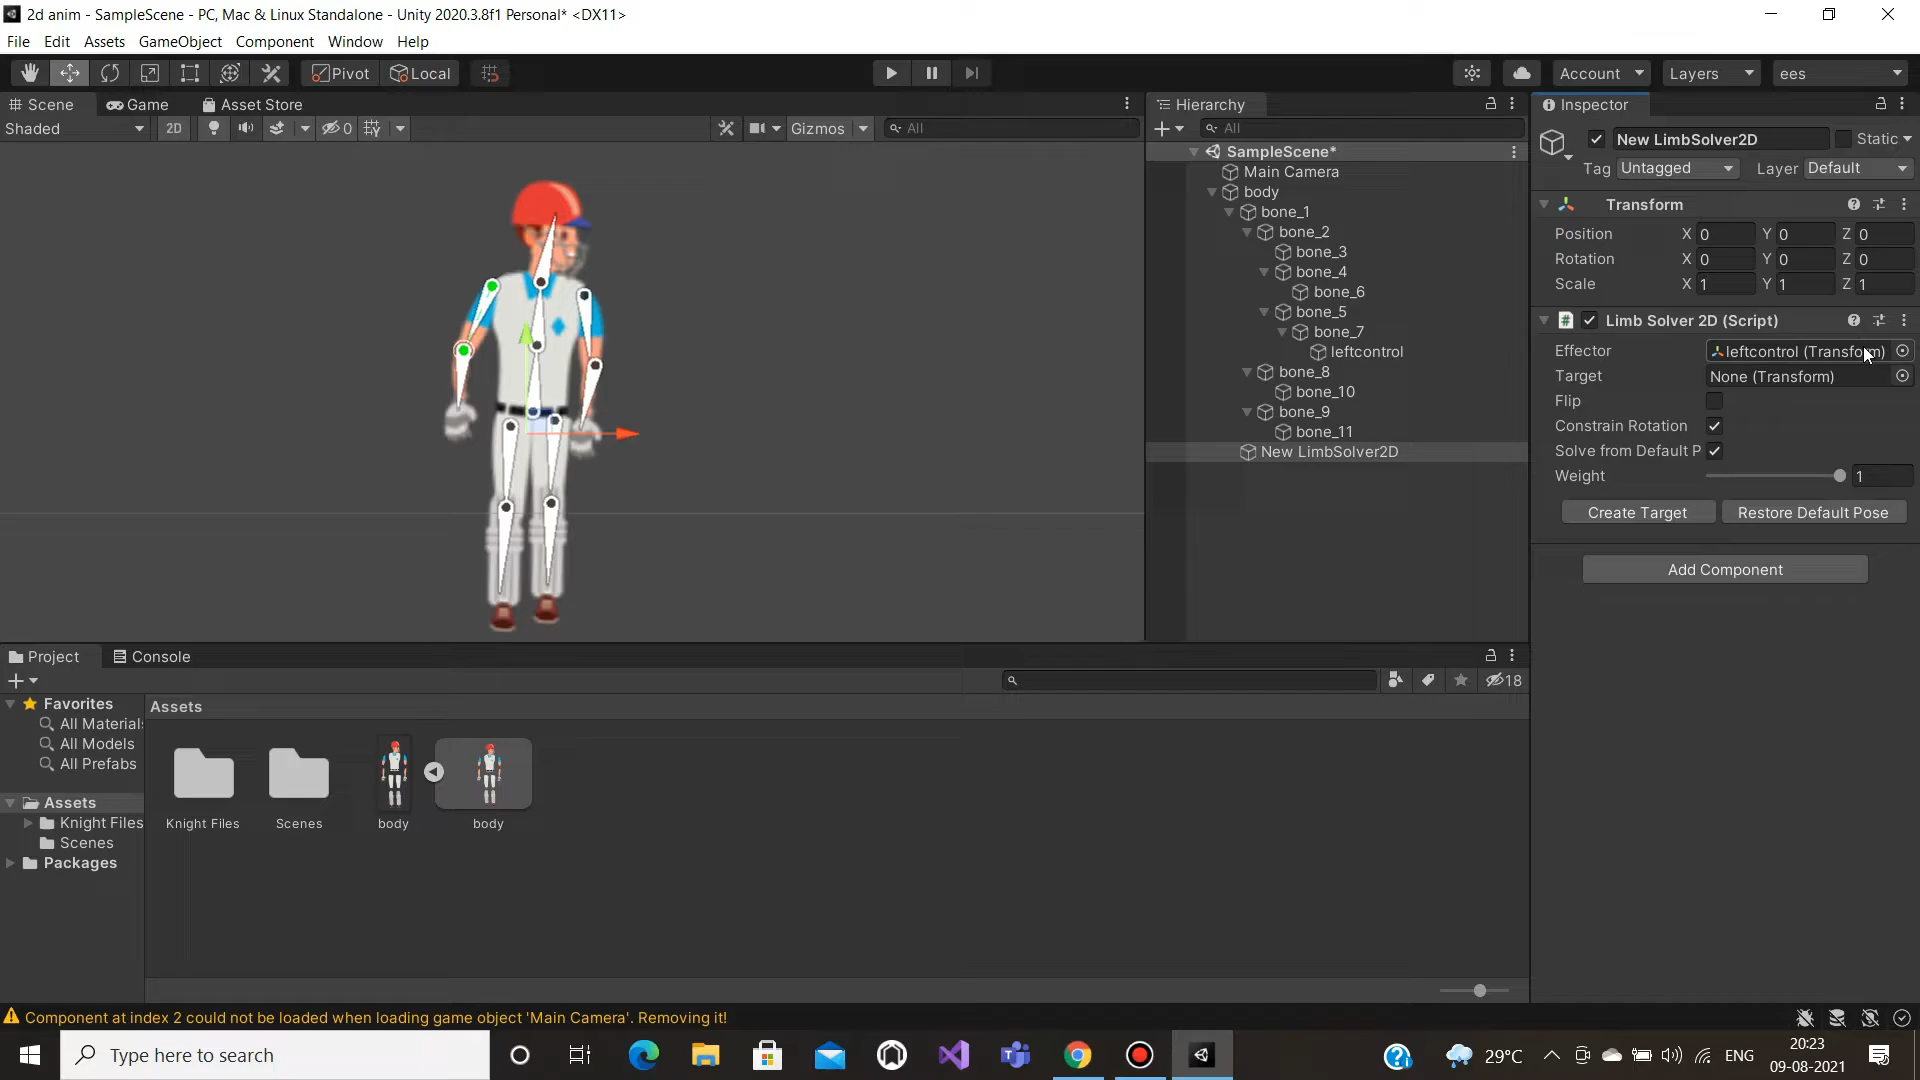 2d anim - SampleScene - PC, Mac & Linux Standalone - Unity 2020.3.8f1 Personal* <DX11>
File Edit Assets GameObject Component Window Help
Pivot Local Account Layers ees
Scene Game Asset Store
Shaded 2D 0 Gizmos All
Hierarchy
All
SampleScene*
Main Camera
body
bone_1
bone_2
bone_3
bone_4
bone_6
bone_5
bone_7
leftcontrol
bone_8
bone_10
bone_9
bone_11
New LimbSolver2D
Inspector
New LimbSolver2D Static
Tag Untagged Layer Default
Transform
Position X 0 Y 0 Z 0
Rotation X 0 Y 0 Z 0
Scale X 1 Y 1 Z 1
# Limb Solver 2D (Script)
Effector leftcontrol (Transform)
Target None (Transform)
Flip
Constrain Rotation
Solve from Default P
Weight 1
Create Target Restore Default Pose
Add Component
Project Console
18
Favorites
All Materials
All Models
All Prefabs
Assets
Knight Files
Scenes
Packages
Assets
Knight Files Scenes body body
Component at index 2 could not be loaded when loading game object 'Main Camera'. Removing it!
Type here to search
29°C ENG
20:23
09-08-2021